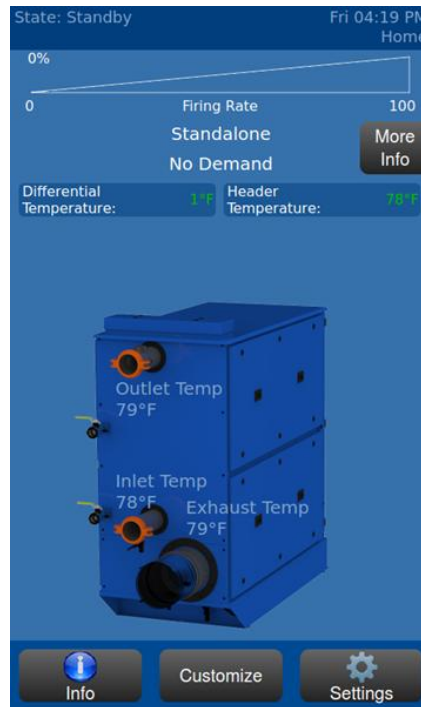 State: Standby
Fri 04:19 PM
Home
0%
0 Firing Rate 100
Standalone
No Demand
More
Info
Differential
Temperature:
1°F
Header
Temperature:
78°F
Outlet Temp
79°F
Inlet Temp
78°F
Exhaust Temp
79°F
Info
Customize
Settings